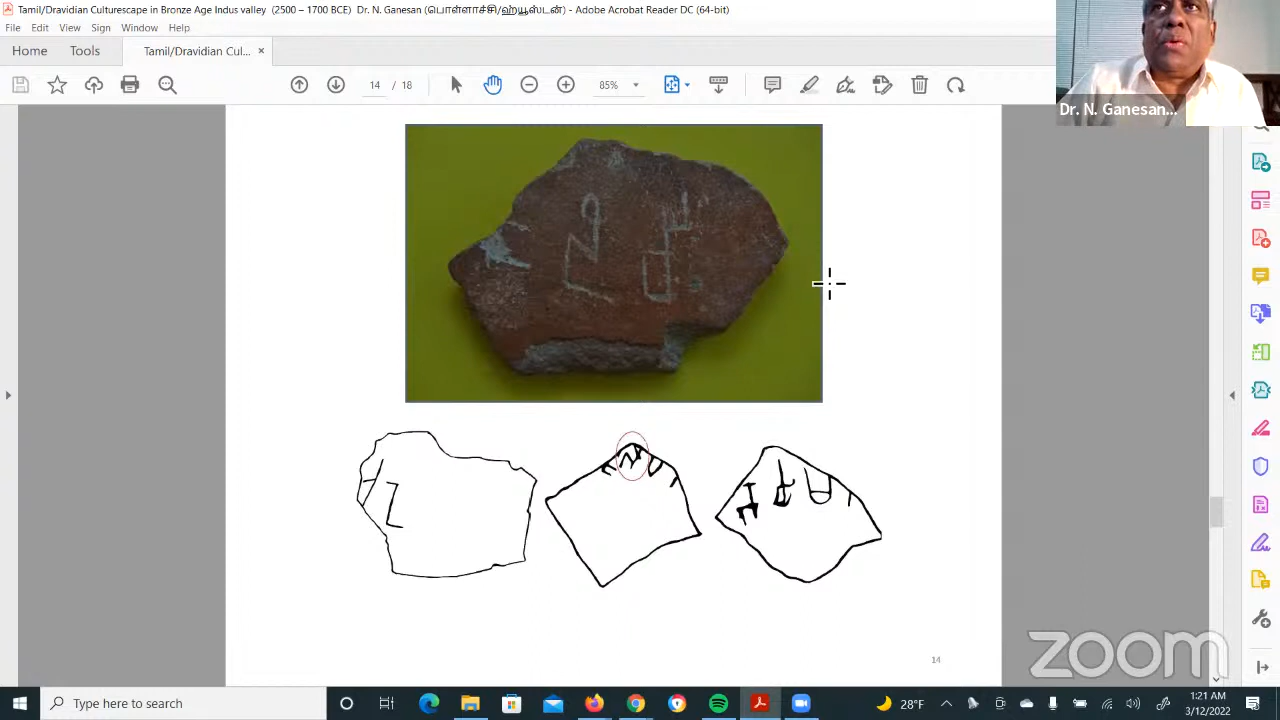 Tamil/Dravidian Culturescape in Bronze Age Indus valley (2500 – 1700 BCE) Dr. N. Ganesan
- Adobe Acrobat Reader DC (64-bit)
File Edit View Sign Window Help
Home Tools Tamil/Dravidian Cul... ×
/ 18 85%
Dr. N. Ganesan...
14
zoom
Type here to search
28°F
1:21 AM
3/12/2022